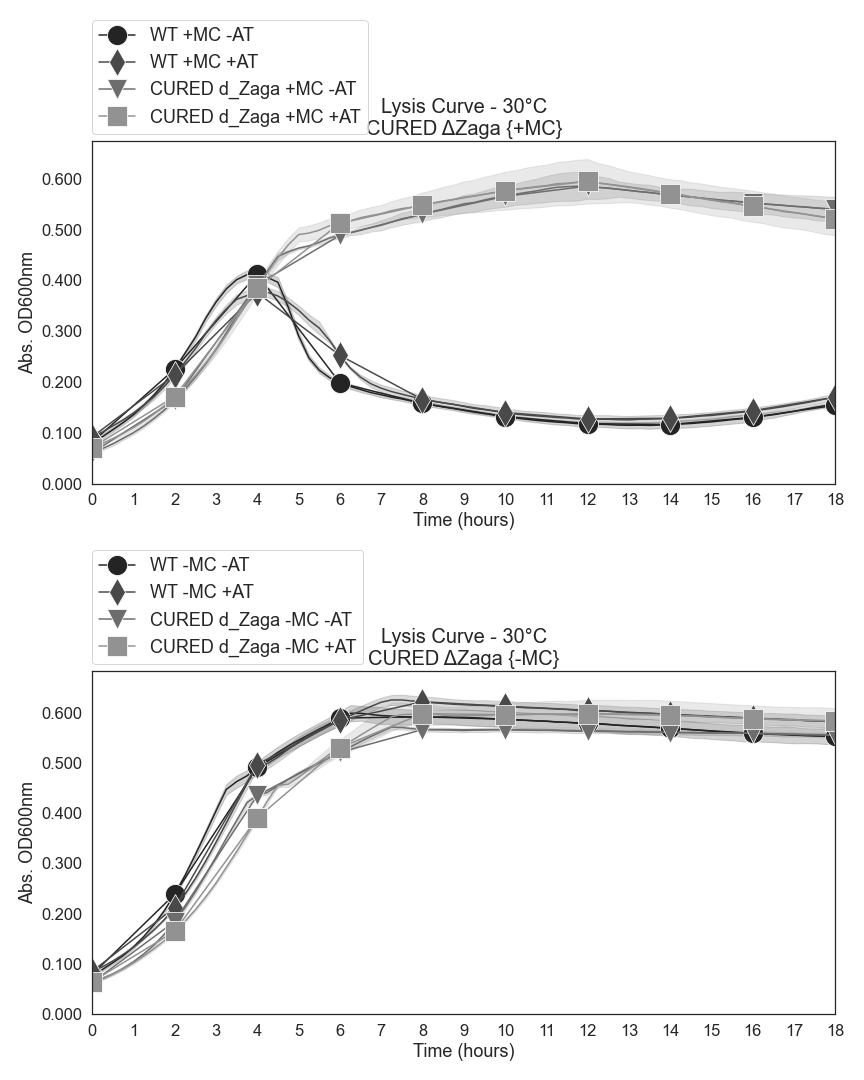 WT +MC -AT
WT +MC +AT
CURED d_Zaga +MC -AT
CURED d_Zaga +MC +AT
Lysis Curve - 30°C
CURED ΔZaga {+MC}
0.600
0.500
0.400
0.300
0.200
0.100
0.000
Abs. OD600nm
0 1 2 3 4 5 6 7 8 9 10 11 12 13 14 15 16 17 18
Time (hours)
WT -MC -AT
WT -MC +AT
CURED d_Zaga -MC -AT
CURED d_Zaga -MC +AT
Lysis Curve - 30°C
CURED ΔZaga {-MC}
0.600
0.500
0.400
0.300
0.200
0.100
0.000
Abs. OD600nm
0 1 2 3 4 5 6 7 8 9 10 11 12 13 14 15 16 17 18
Time (hours)